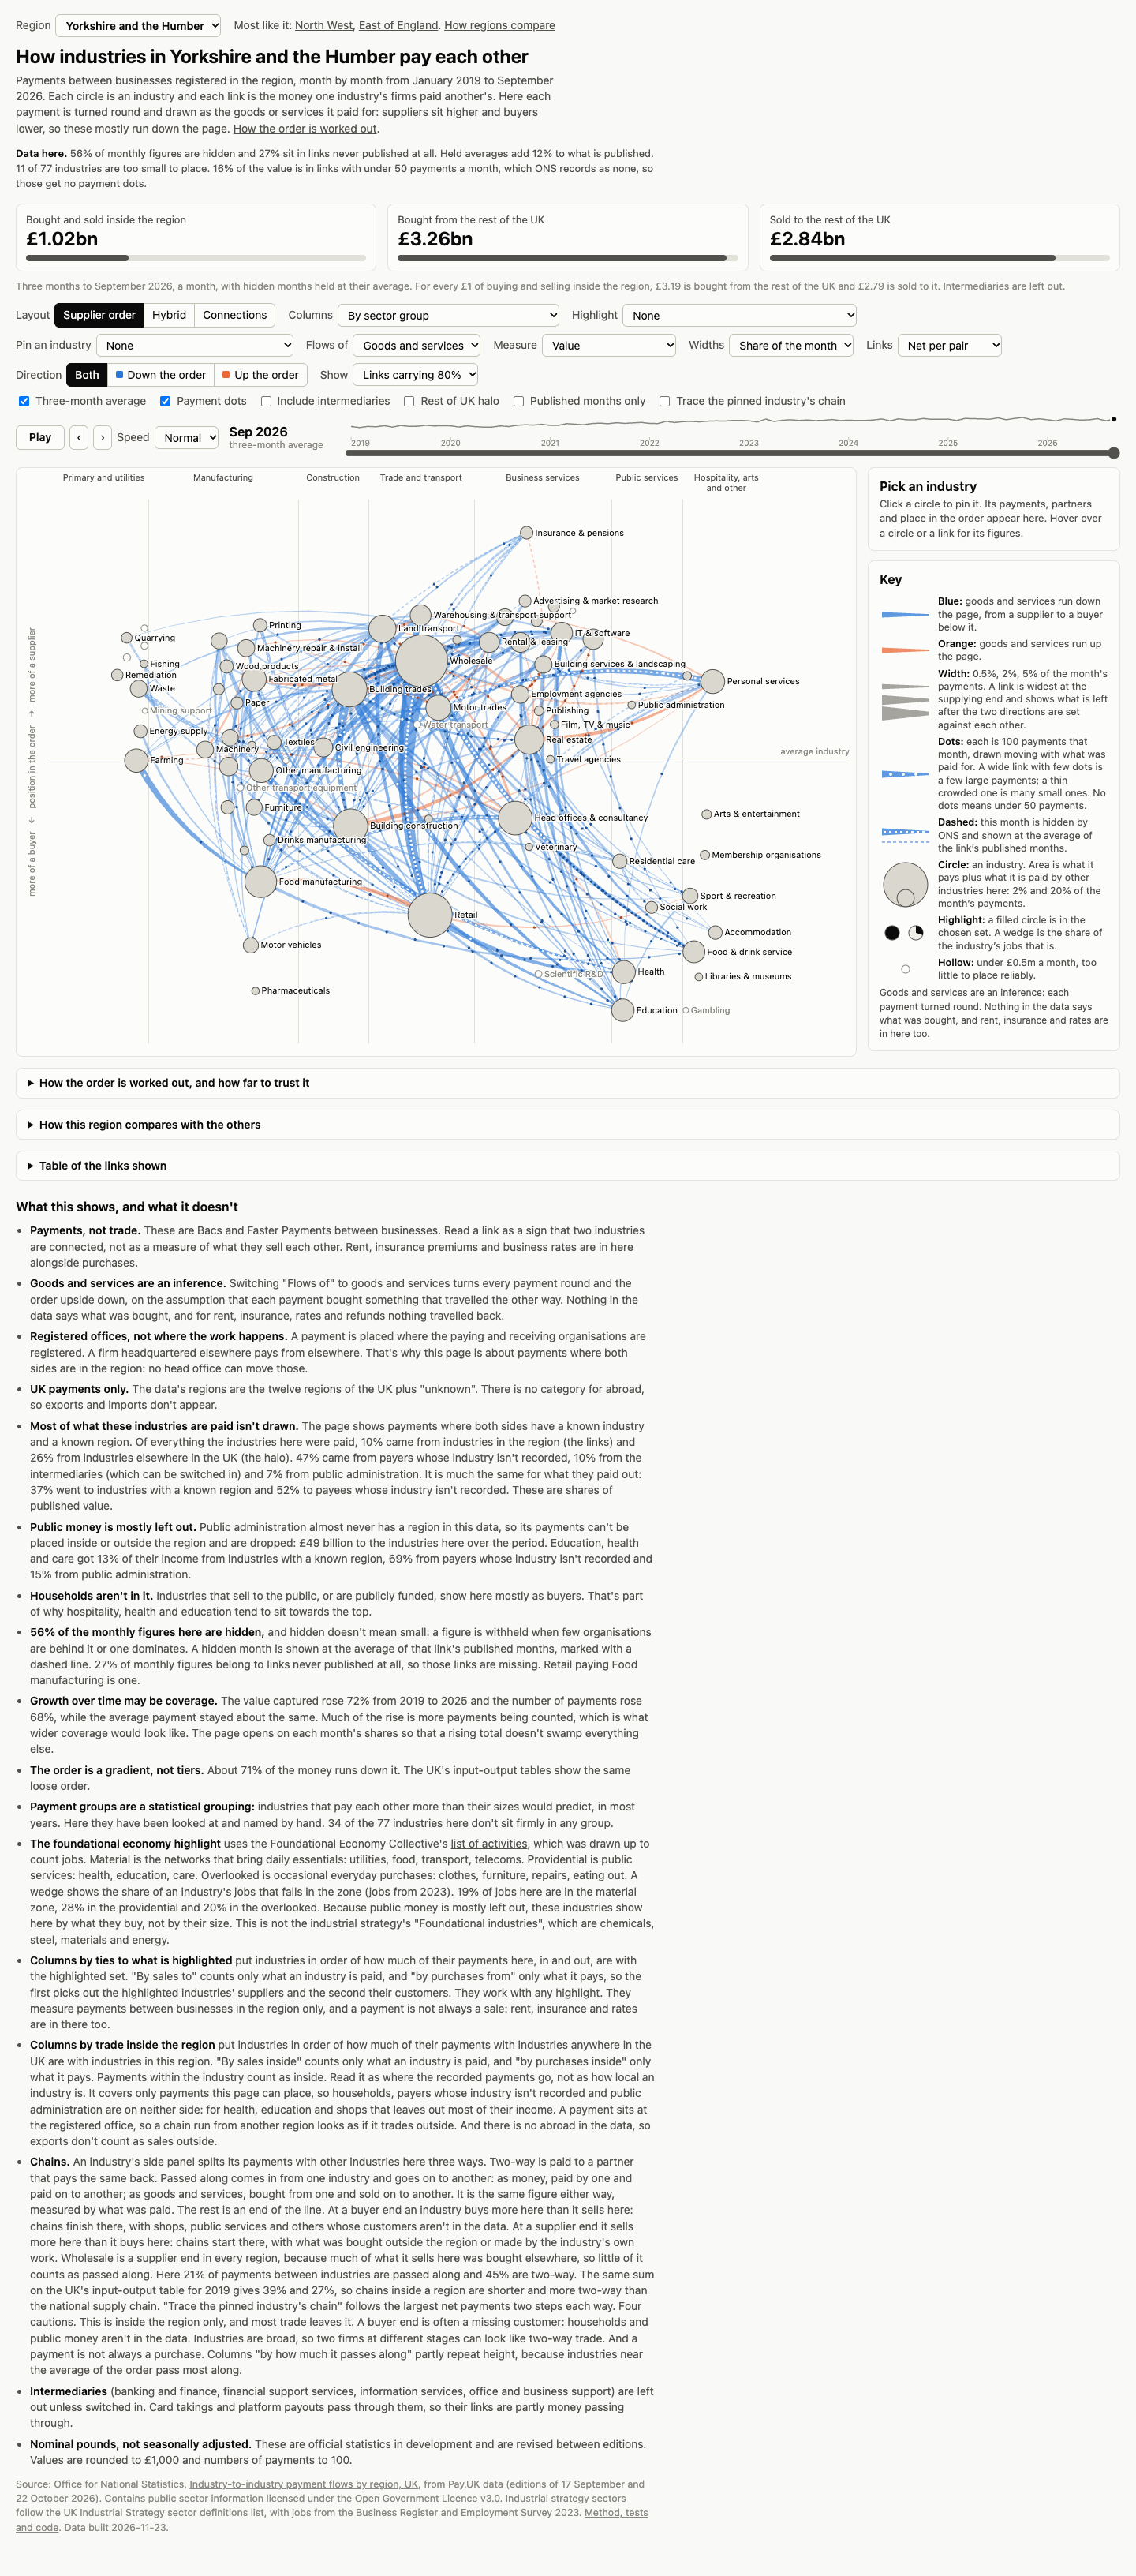 Region Yorkshire and the Humber Most like it: North West, East of England. How regions compare
How industries in Yorkshire and the Humber pay each other
Payments between businesses registered in the region, month by month from January 2019 to September
2026. Each circle is an industry and each link is the money one industry's firms paid another's. Here each
payment is turned round and drawn as the goods or services it paid for: suppliers sit higher and buyers
lower, so these mostly run down the page. How the order is worked out.
Data here. 56% of monthly figures are hidden and 27% sit in links never published at all. Held averages add 12% to what is published.
11 of 77 industries are too small to place. 16% of the value is in links with under 50 payments a month, which ONS records as none, so
those get no payment dots.
Bought and sold inside the region
£1.02bn
Bought from the rest of the UK
£3.26bn
Sold to the rest of the UK
£2.84bn
Three months to September 2026, a month, with hidden months held at their average. For every £1 of buying and selling inside the region, £3.19 is bought from the rest of the UK and £2.79 is sold to it. Intermediaries are left out.
Layout Supplier order Hybrid Connections Columns By sector group Highlight None
Pin an industry None Flows of Goods and services Measure Value Widths Share of the month Links Net per pair
Direction Both Down the order Up the order Show Links carrying 80%
Three-month average Payment dots Include intermediaries Rest of UK halo Published months only Trace the pinned industry's chain
Play ‹ › Speed Normal Sep 2026
three-month average
2019 2020 2021 2022 2023 2024 2025 2026
Primary and utilities Manufacturing Construction Trade and transport Business services Public services Hospitality, arts
and other
more of a buyer ← position in the order → more of a supplier
Insurance & pensions
Advertising & market research
Warehousing & transport support
Printing
Land transport
IT & software
Quarrying
Machinery repair & install
Rental & leasing
Wholesale
Fishing
Wood products
Building services & landscaping
Remediation
Fabricated metal
Personal services
Waste
Building trades
Employment agencies
Paper
Motor trades
Public administration
Mining support
Publishing
Water transport
Film, TV & music
Energy supply
Textiles
Real estate
Machinery
Civil engineering
average industry
Farming
Travel agencies
Other manufacturing
Other transport equipment
Furniture
Arts & entertainment
Head offices & consultancy
Building construction
Drinks manufacturing
Veterinary
Membership organisations
Residential care
Food manufacturing
Sport & recreation
Social work
Retail
Accommodation
Motor vehicles
Food & drink service
Scientific R&D
Health
Libraries & museums
Pharmaceuticals
Education
Gambling
Pick an industry
Click a circle to pin it. Its payments, partners
and place in the order appear here. Hover over
a circle or a link for its figures.
Key
Blue: goods and services run down
the page, from a supplier to a buyer
below it.
Orange: goods and services run up
the page.
Width: 0.5%, 2%, 5% of the month's
payments. A link is widest at the
supplying end and shows what is left
after the two directions are set
against each other.
Dots: each is 100 payments that
month, drawn moving with what was
paid for. A wide link with few dots is
a few large payments; a thin
crowded one is many small ones. No
dots means under 50 payments.
Dashed: this month is hidden by
ONS and shown at the average of
the link's published months.
Circle: an industry. Area is what it
pays plus what it is paid by other
industries here: 2% and 20% of the
month's payments.
Highlight: a filled circle is in the
chosen set. A wedge is the share of
the industry's jobs that is.
Hollow: under £0.5m a month, too
little to place reliably.
Goods and services are an inference: each
payment turned round. Nothing in the data says
what was bought, and rent, insurance and rates are
in here too.
How the order is worked out, and how far to trust it
How this region compares with the others
Table of the links shown
What this shows, and what it doesn't
Payments, not trade. These are Bacs and Faster Payments between businesses. Read a link as a sign that two industries
are connected, not as a measure of what they sell each other. Rent, insurance premiums and business rates are in here
alongside purchases.
Goods and services are an inference. Switching "Flows of" to goods and services turns every payment round and the
order upside down, on the assumption that each payment bought something that travelled the other way. Nothing in the
data says what was bought, and for rent, insurance, rates and refunds nothing travelled back.
Registered offices, not where the work happens. A payment is placed where the paying and receiving organisations are
registered. A firm headquartered elsewhere pays from elsewhere. That's why this page is about payments where both
sides are in the region: no head office can move those.
UK payments only. The data's regions are the twelve regions of the UK plus "unknown". There is no category for abroad,
so exports and imports don't appear.
Most of what these industries are paid isn't drawn. The page shows payments where both sides have a known industry
and a known region. Of everything the industries here were paid, 10% came from industries in the region (the links) and
26% from industries elsewhere in the UK (the halo). 47% came from payers whose industry isn't recorded, 10% from the
intermediaries (which can be switched in) and 7% from public administration. It is much the same for what they paid out:
37% went to industries with a known region and 52% to payees whose industry isn't recorded. These are shares of
published value.
Public money is mostly left out. Public administration almost never has a region in this data, so its payments can't be
placed inside or outside the region and are dropped: £49 billion to the industries here over the period. Education, health
and care got 13% of their income from industries with a known region, 69% from payers whose industry isn't recorded and
15% from public administration.
Households aren't in it. Industries that sell to the public, or are publicly funded, show here mostly as buyers. That's part
of why hospitality, health and education tend to sit towards the top.
56% of the monthly figures here are hidden, and hidden doesn't mean small: a figure is withheld when few organisations
are behind it or one dominates. A hidden month is shown at the average of that link's published months, marked with a
dashed line. 27% of monthly figures belong to links never published at all, so those links are missing. Retail paying Food
manufacturing is one.
Growth over time may be coverage. The value captured rose 72% from 2019 to 2025 and the number of payments rose
68%, while the average payment stayed about the same. Much of the rise is more payments being counted, which is what
wider coverage would look like. The page opens on each month's shares so that a rising total doesn't swamp everything
else.
The order is a gradient, not tiers. About 71% of the money runs down it. The UK's input-output tables show the same
loose order.
Payment groups are a statistical grouping: industries that pay each other more than their sizes would predict, in most
years. Here they have been looked at and named by hand. 34 of the 77 industries here don't sit firmly in any group.
The foundational economy highlight uses the Foundational Economy Collective's list of activities, which was drawn up to
count jobs. Material is the networks that bring daily essentials: utilities, food, transport, telecoms. Providential is public
services: health, education, care. Overlooked is occasional everyday purchases: clothes, furniture, repairs, eating out. A
wedge shows the share of an industry's jobs that falls in the zone (jobs from 2023). 19% of jobs here are in the material
zone, 28% in the providential and 20% in the overlooked. Because public money is mostly left out, these industries show
here by what they buy, not by their size. This is not the industrial strategy's "Foundational industries", which are chemicals,
steel, materials and energy.
Columns by ties to what is highlighted put industries in order of how much of their payments here, in and out, are with
the highlighted set. "By sales to" counts only what an industry is paid, and "by purchases from" only what it pays, so the
first picks out the highlighted industries' suppliers and the second their customers. They work with any highlight. They
measure payments between businesses in the region only, and a payment is not always a sale: rent, insurance and rates
are in there too.
Columns by trade inside the region put industries in order of how much of their payments with industries anywhere in the
UK are with industries in this region. "By sales inside" counts only what an industry is paid, and "by purchases inside" only
what it pays. Payments within the industry count as inside. Read it as where the recorded payments go, not as how local an
industry is. It covers only payments this page can place, so households, payers whose industry isn't recorded and public
administration are on neither side: for health, education and shops that leaves out most of their income. A payment sits at
the registered office, so a chain run from another region looks as if it trades outside. And there is no abroad in the data, so
exports don't count as sales outside.
Chains. An industry's side panel splits its payments with other industries here three ways. Two-way is paid to a partner
that pays the same back. Passed along comes in from one industry and goes on to another: as money, paid by one and
paid on to another; as goods and services, bought from one and sold on to another. It is the same figure either way,
measured by what was paid. The rest is an end of the line. At a buyer end an industry buys more here than it sells here:
chains finish there, with shops, public services and others whose customers aren't in the data. At a supplier end it sells
more here than it buys here: chains start there, with what was bought outside the region or made by the industry's own
work. Wholesale is a supplier end in every region, because much of what it sells here was bought elsewhere, so little of it
counts as passed along. Here 21% of payments between industries are passed along and 45% are two-way. The same sum
on the UK's input-output table for 2019 gives 39% and 27%, so chains inside a region are shorter and more two-way than
the national supply chain. "Trace the pinned industry's chain" follows the largest net payments two steps each way. Four
cautions. This is inside the region only, and most trade leaves it. A buyer end is often a missing customer: households and
public money aren't in the data. Industries are broad, so two firms at different stages can look like two-way trade. And a
payment is not always a purchase. Columns "by how much it passes along" partly repeat height, because industries near
the average of the order pass most along.
Intermediaries (banking and finance, financial support services, information services, office and business support) are left
out unless switched in. Card takings and platform payouts pass through them, so their links are partly money passing
through.
Nominal pounds, not seasonally adjusted. These are official statistics in development and are revised between editions.
Values are rounded to £1,000 and numbers of payments to 100.
Source: Office for National Statistics, Industry-to-industry payment flows by region, UK, from Pay.UK data (editions of 17 September and
22 October 2026). Contains public sector information licensed under the Open Government Licence v3.0. Industrial strategy sectors
follow the UK Industrial Strategy sector definitions list, with jobs from the Business Register and Employment Survey 2023. Method, tests
and code. Data built 2026-11-23.